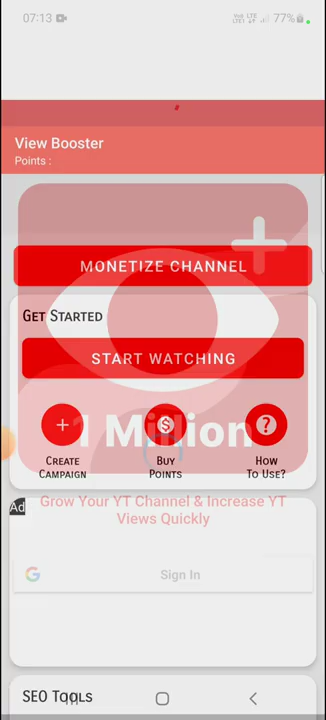 07:13
77%
View Booster
Points :
MONETIZE CHANNEL
GET STARTED
START WATCHING
1 Million
CREATE CAMPAIGN
BUY POINTS
HOW TO USE?
Ad
Grow Your YT Channel & Increase YT
Views Quickly
Sign In
SEO TOOLS